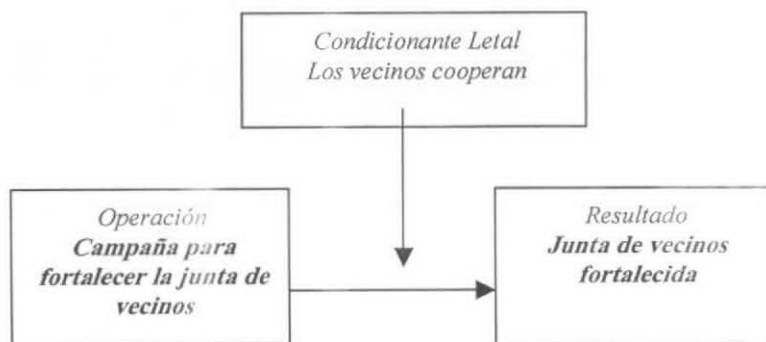 Condicionante Letal
Los vecinos cooperan
Operación
Campaña para
fortalecer la junta de
vecinos
Resultado
Junta de vecinos
fortalecida